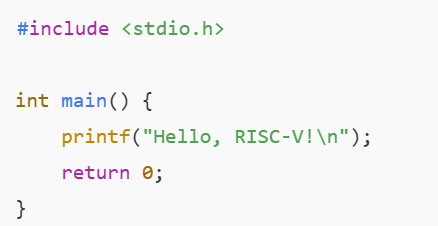 #include <stdio.h>

int main() {
    printf("Hello, RISC-V!\n");
    return 0;
}